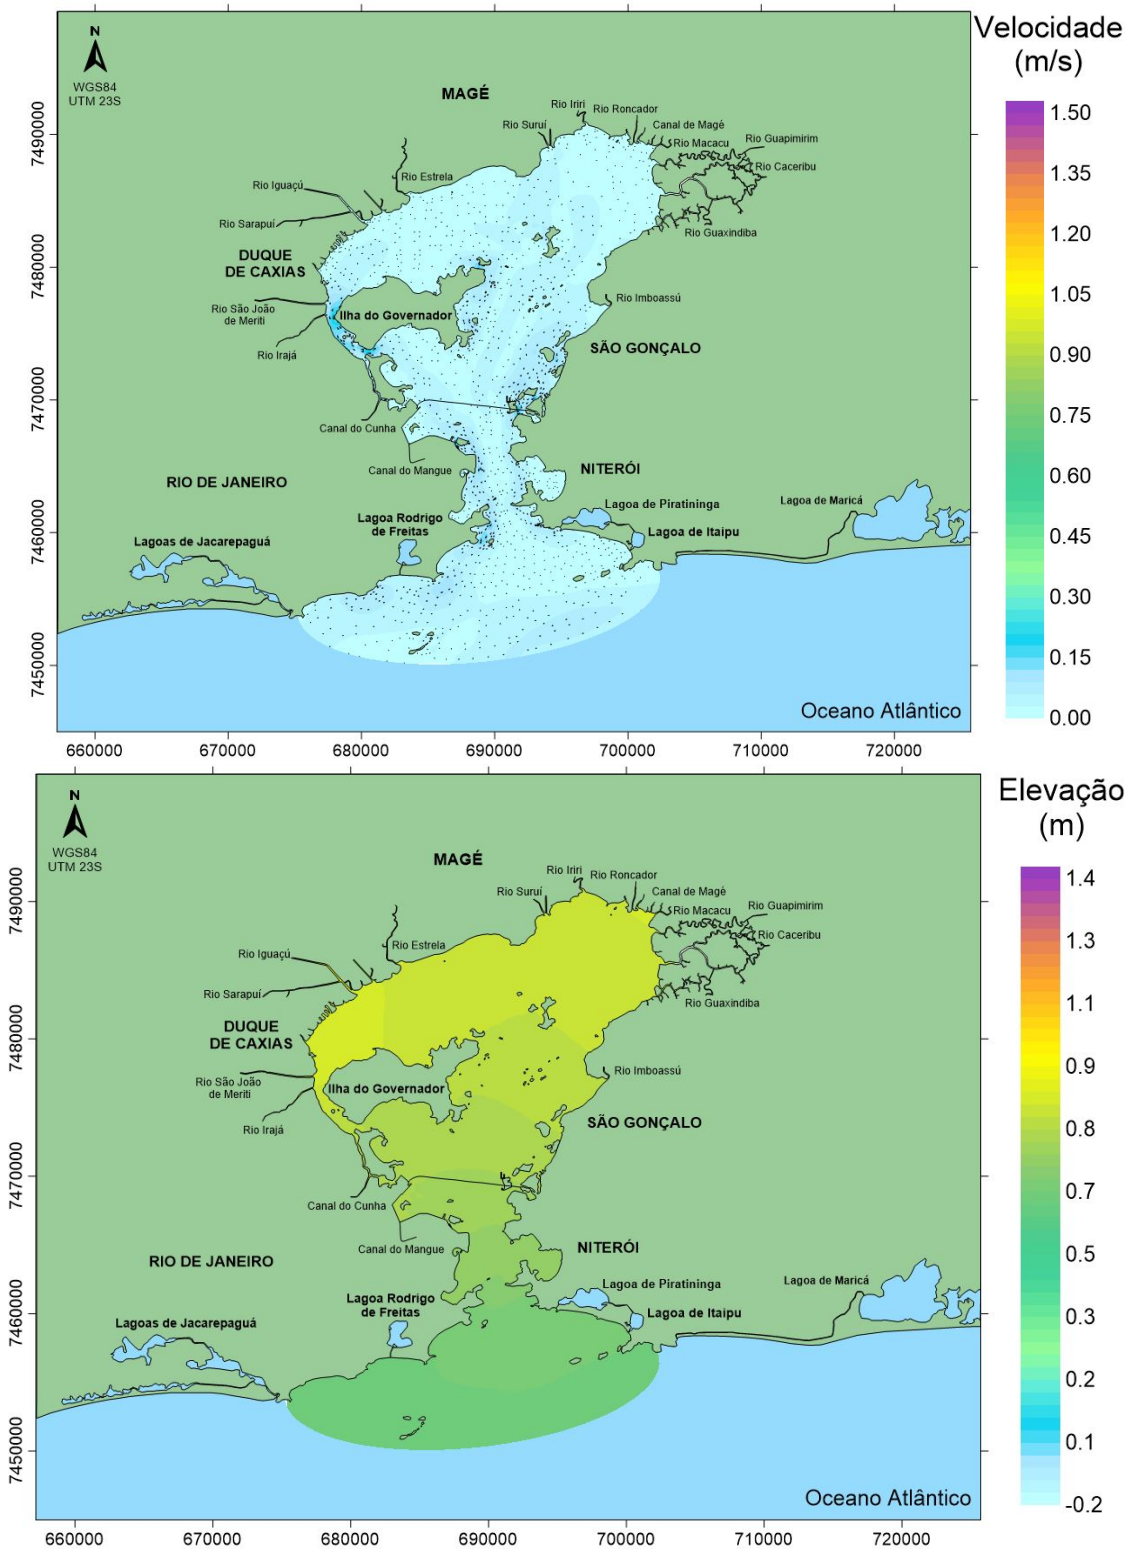 Velocidade
(m/s)
N
WGS84
UTM 23S
MAGÉ
Rio Iriri
Rio Roncador
Rio Suruí
Canal de Magé
Rio Macacu
Rio Guapimirim
Rio Caceribu
Rio Estrela
Rio Iguaçú
Rio Sarapuí
Rio Guaxindiba
DUQUE
DE CAXIAS
Rio São João
de Meriti
Ilha do Governador
Rio Imboassú
Rio Irajá
SÃO GONÇALO
Canal do Cunha
Canal do Mangue
NITERÓI
RIO DE JANEIRO
Lagoa de Piratininga
Lagoa de Maricá
Lagoa Rodrigo
de Freitas
Lagoa de Itaipu
Lagoas de Jacarepaguá
Oceano Atlântico
7490000
7480000
7470000
7460000
7450000
660000 670000 680000 690000 700000 710000 720000
1.50
1.35
1.20
1.05
0.90
0.75
0.60
0.45
0.30
0.15
0.00
Elevação
(m)
N
WGS84
UTM 23S
MAGÉ
Rio Iriri
Rio Roncador
Rio Suruí
Canal de Magé
Rio Macacu
Rio Guapimirim
Rio Caceribu
Rio Estrela
Rio Iguaçú
Rio Sarapuí
Rio Guaxindiba
DUQUE
DE CAXIAS
Rio São João
de Meriti
Ilha do Governador
Rio Imboassú
Rio Irajá
SÃO GONÇALO
Canal do Cunha
Canal do Mangue
NITERÓI
RIO DE JANEIRO
Lagoa de Piratininga
Lagoa de Maricá
Lagoa Rodrigo
de Freitas
Lagoa de Itaipu
Lagoas de Jacarepaguá
Oceano Atlântico
7490000
7480000
7470000
7460000
7450000
660000 670000 680000 690000 700000 710000 720000
1.4
1.3
1.1
0.9
0.8
0.7
0.5
0.3
0.2
0.1
-0.2